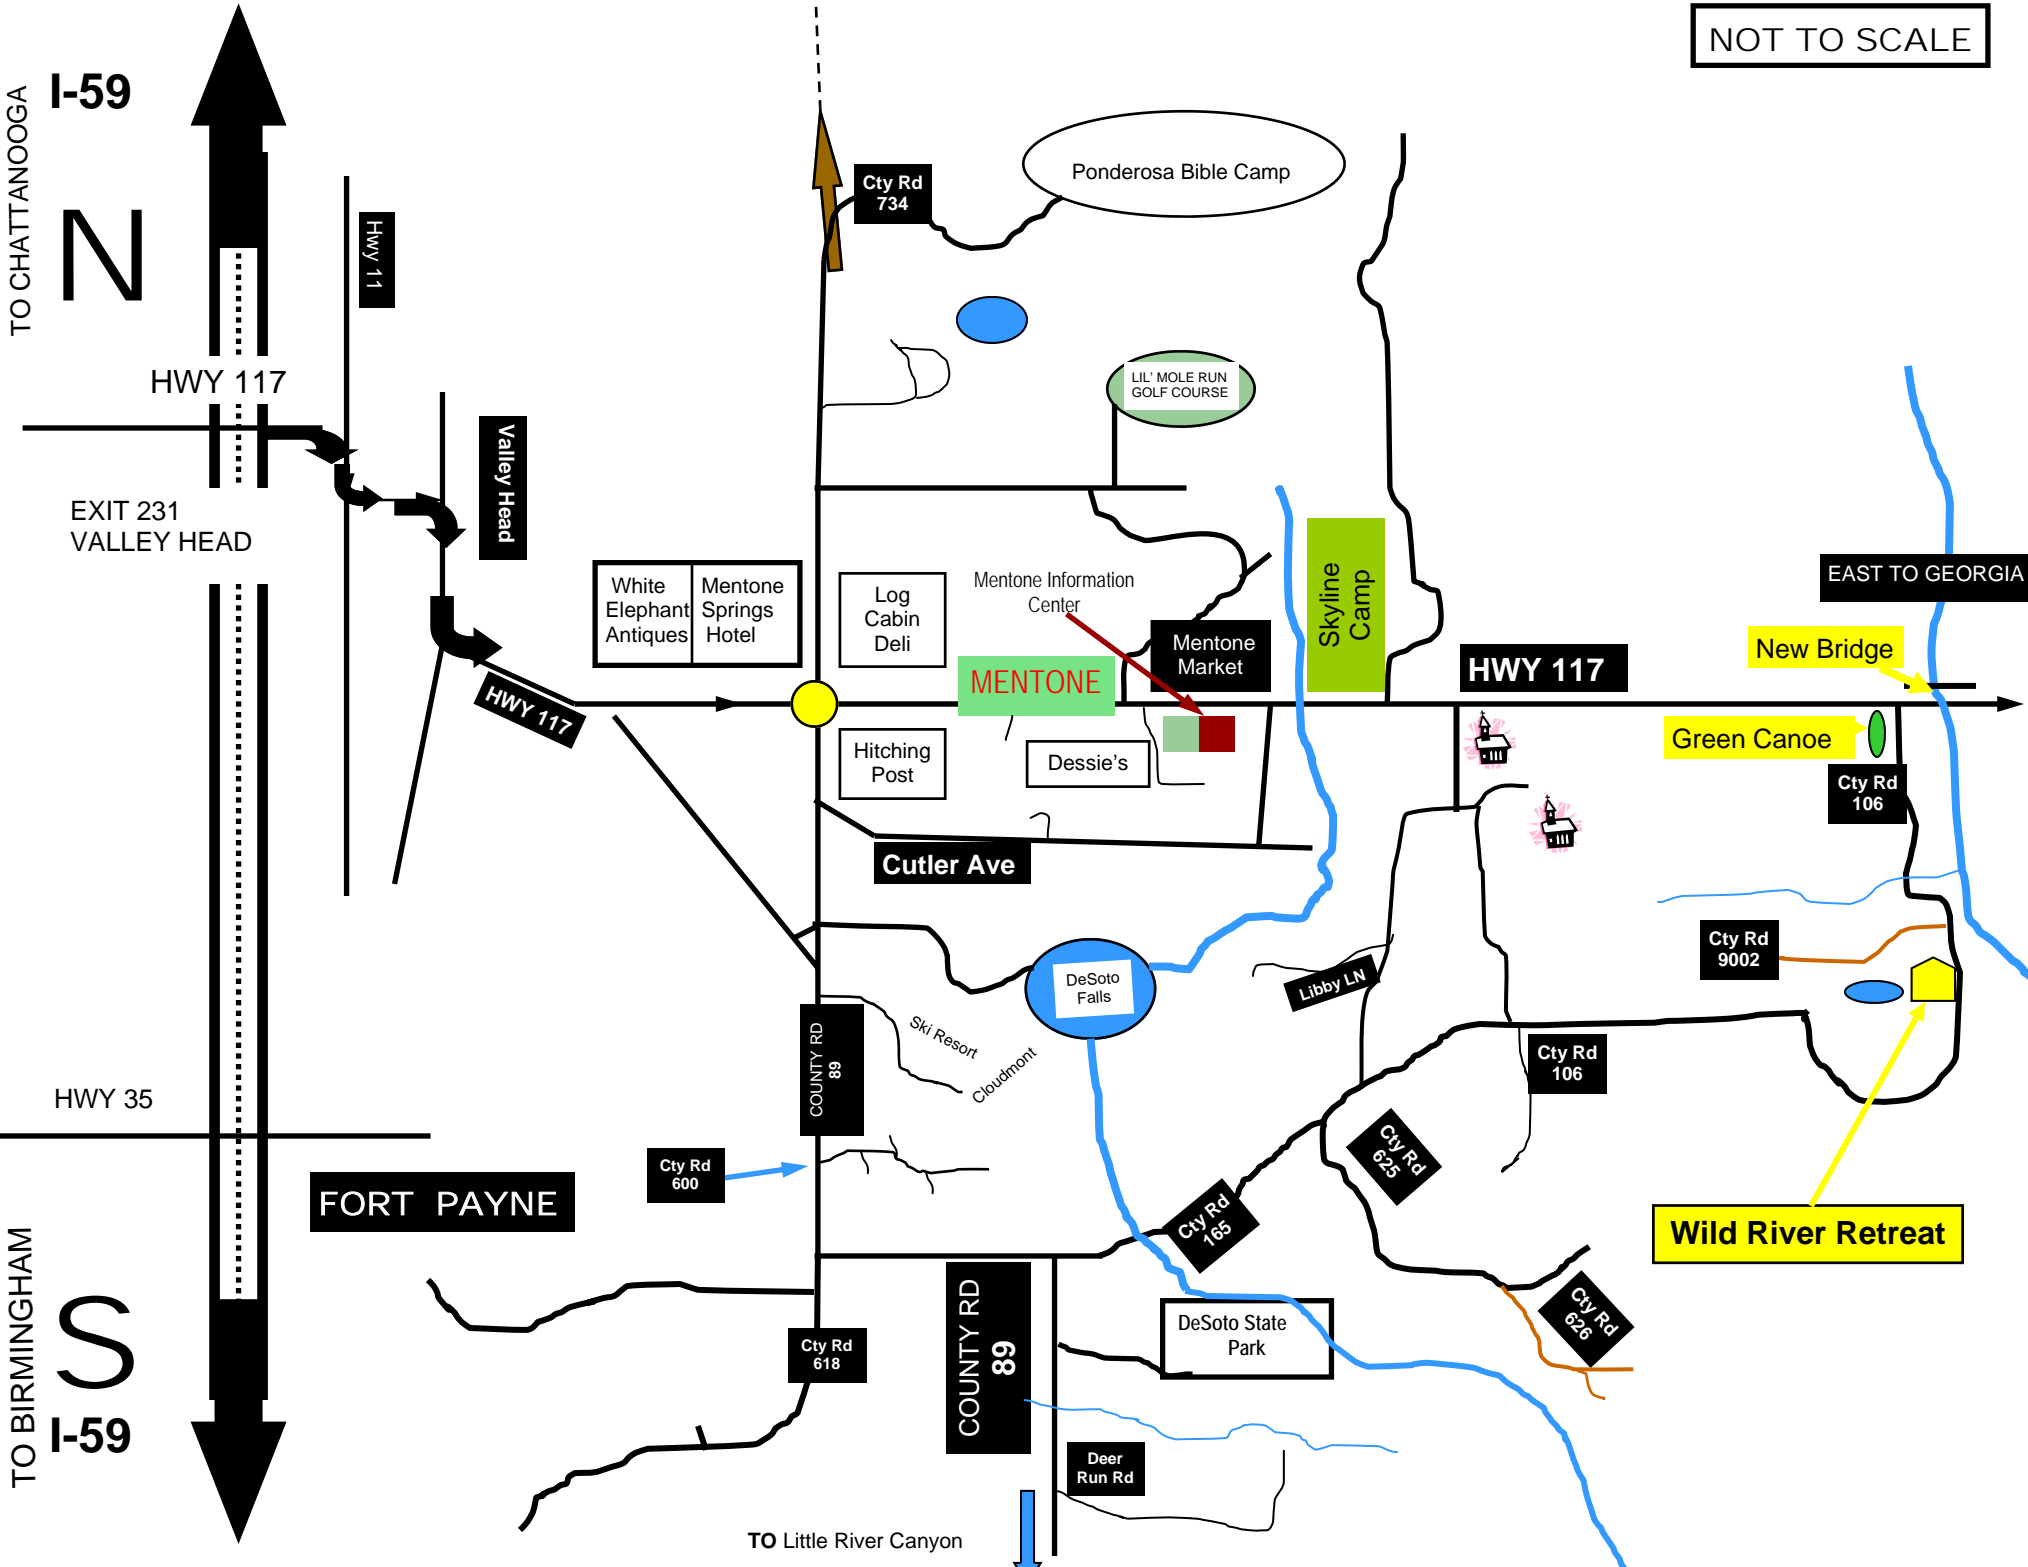 NOT TO SCALE
I-59
TO CHATTANOOGA
N
Hwy 11
Cty Rd
734
Ponderosa Bible Camp
LIL' MOLE RUN
GOLF COURSE
HWY 117
Valley Head
EXIT 231
VALLEY HEAD
White
Elephant
Antiques
Mentone
Springs
Hotel
Log
Cabin
Deli
Mentone Information
Center
Mentone
Market
Skyline
Camp
EAST TO GEORGIA
New Bridge
HWY 117
MENTONE
HWY 117
Green Canoe
Hitching
Post
Dessie's
Cty Rd
106
Cutler Ave
Cty Rd
9002
DeSoto
Falls
Libby LN
Ski Resort
Cloudmont
COUNTY RD
89
Cty Rd
106
HWY 35
Cty Rd
625
Cty Rd
600
FORT PAYNE
Cty Rd
165
Wild River Retreat
TO BIRMINGHAM
S
I-59
COUNTY RD
89
DeSoto State
Park
Cty Rd
626
Cty Rd
618
Deer
Run Rd
TO Little River Canyon